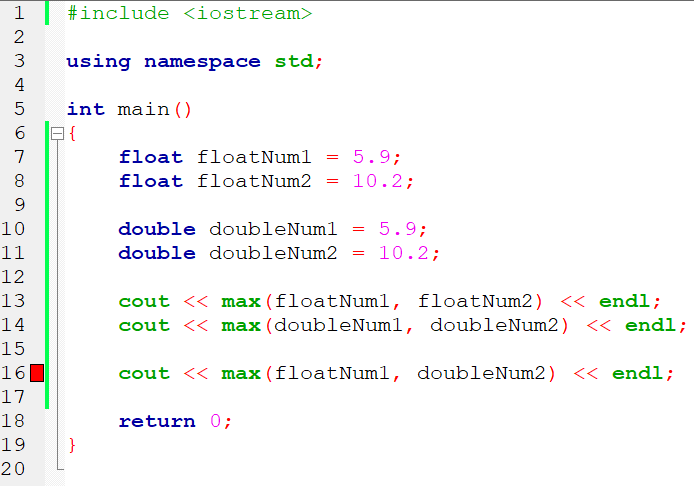 1 #include <iostream>
2
3 using namespace std;
4
5 int main()
6 {
7 float floatNum1 = 5.9;
8 float floatNum2 = 10.2;
9
10 double doubleNum1 = 5.9;
11 double doubleNum2 = 10.2;
12
13 cout << max(floatNum1, floatNum2) << endl;
14 cout << max(doubleNum1, doubleNum2) << endl;
15
16 cout << max(floatNum1, doubleNum2) << endl;
17
18 return 0;
19 }
20